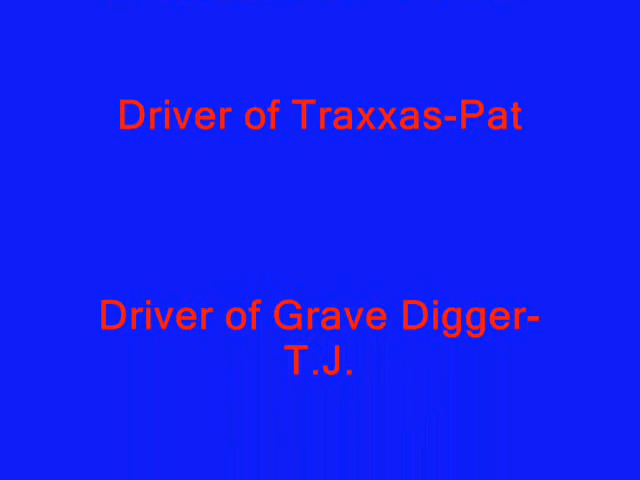 Driver of Traxxas-Pat
Driver of Grave Digger-
T.J.